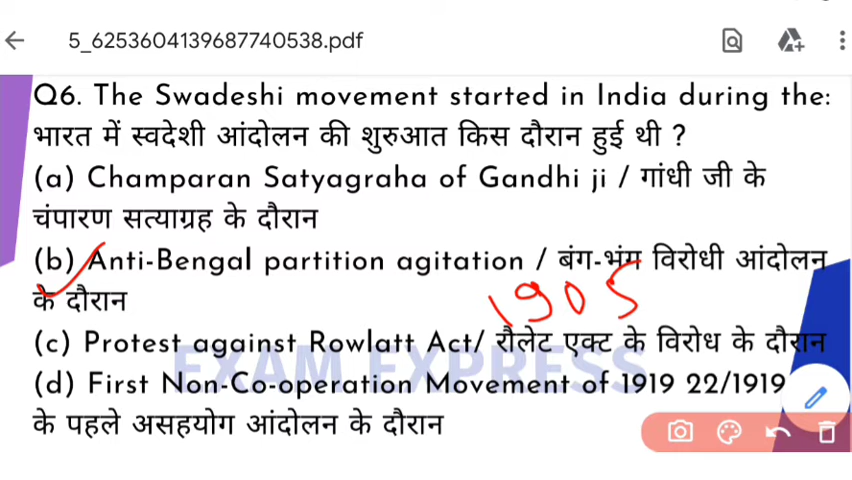 5_6253604139687740538.pdf
Q6. The Swadeshi movement started in India during the:
भारत में स्वदेशी आंदोलन की शुरुआत किस दौरान हुई थी ?
(a) Champaran Satyagraha of Gandhi ji / गांधी जी के
चंपारण सत्याग्रह के दौरान
(b) Anti-Bengal partition agitation / बंग-भंग विरोधी आंदोलन
के दौरान
1905
(c) Protest against Rowlatt Act/ रौलेट एक्ट के विरोध के दौरान
EXAM EXPRESS
(d) First Non-Co-operation Movement of 1919 22/1919
के पहले असहयोग आंदोलन के दौरान